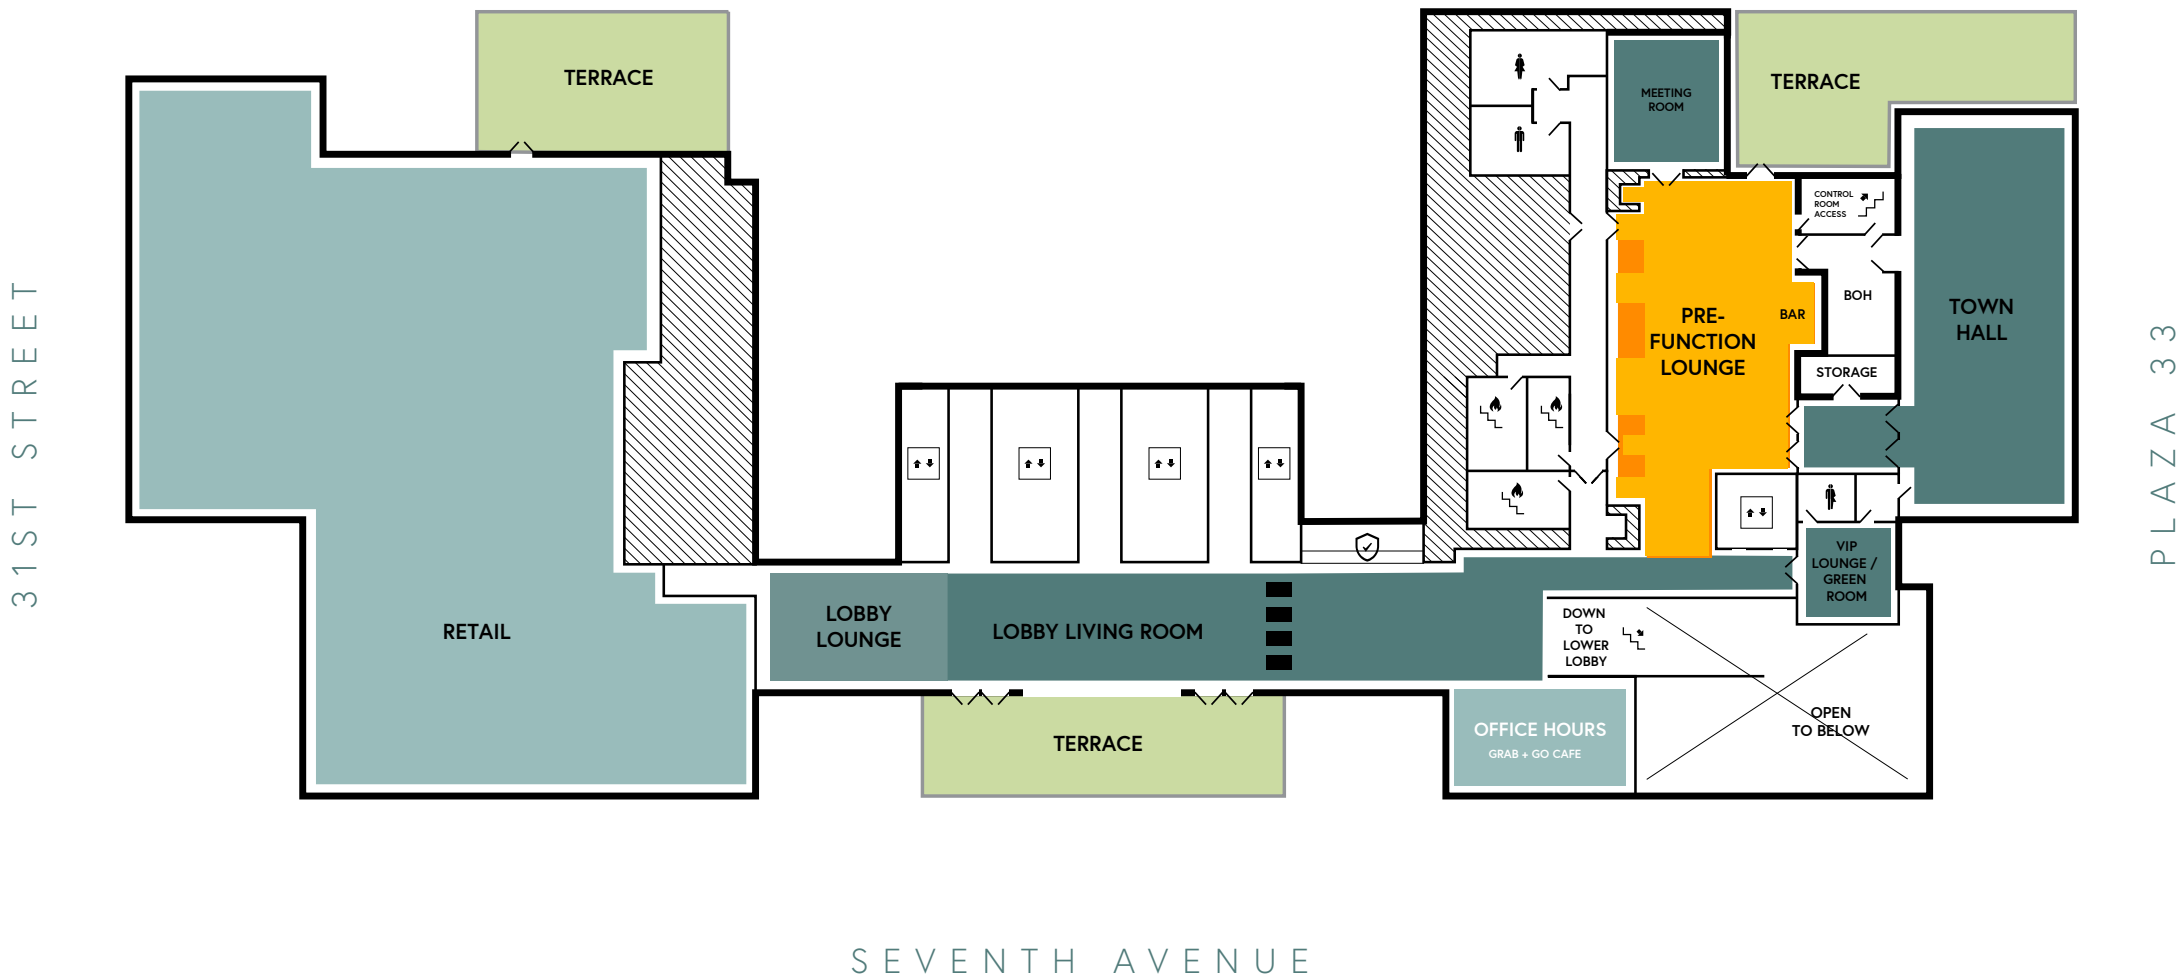 TERRACE
TERRACE
MEETING
ROOM
CONTROL
ROOM
ACCESS
BOH
BAR
PRE-
FUNCTION
LOUNGE
TOWN
HALL
STORAGE
31ST STREET
PLAZA 33
VIP
LOUNGE /
GREEN
ROOM
RETAIL
LOBBY
LOUNGE
LOBBY LIVING ROOM
DOWN
TO
LOWER
LOBBY
OPEN
TO BELOW
OFFICE HOURS
GRAB + GO CAFE
TERRACE
SEVENTH AVENUE